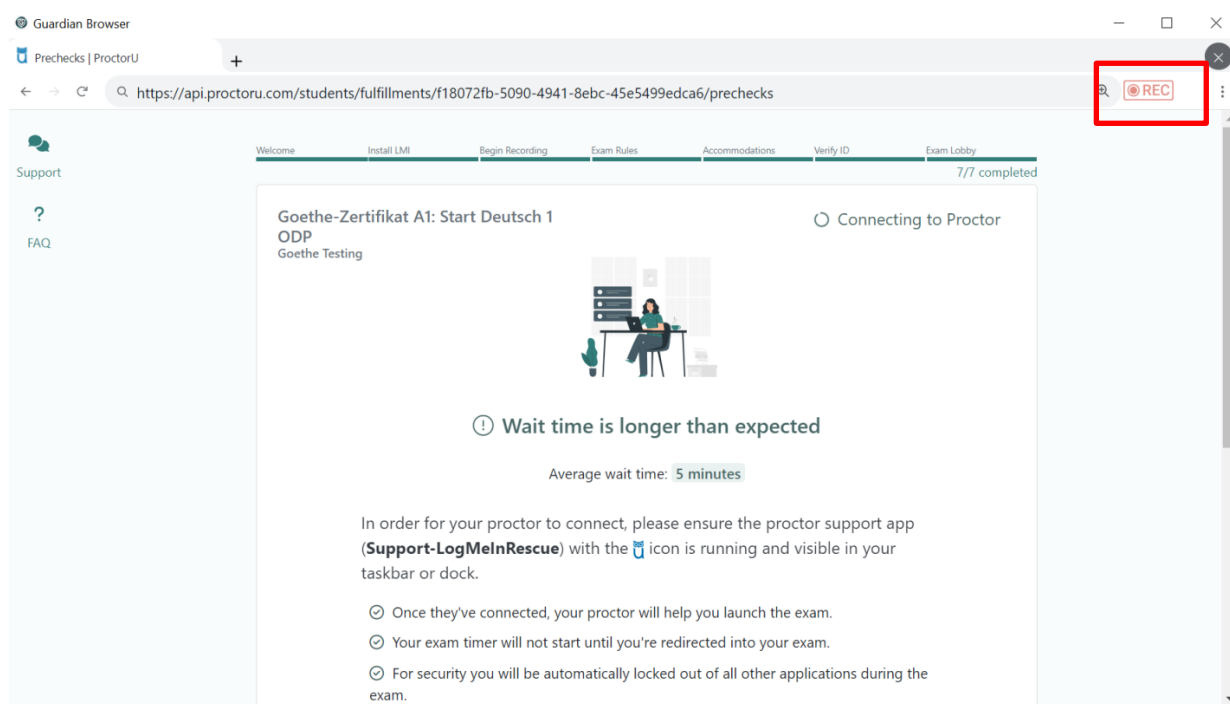 Guardian Browser
Prechecks | ProctorU
https://api.proctoru.com/students/fulfillments/f18072fb-5090-4941-8ebc-45e5499edca6/prechecks
REC
Support
FAQ
Welcome Install LMI Begin Recording Exam Rules Accommodations Verify ID Exam Lobby
7/7 completed
Goethe-Zertifikat A1: Start Deutsch 1
ODP
Goethe Testing
Connecting to Proctor
Wait time is longer than expected
Average wait time: 5 minutes
In order for your proctor to connect, please ensure the proctor support app
(Support-LogMeInRescue) with the icon is running and visible in your
taskbar or dock.
Once they've connected, your proctor will help you launch the exam.
Your exam timer will not start until you're redirected into your exam.
For security you will be automatically locked out of all other applications during the
exam.